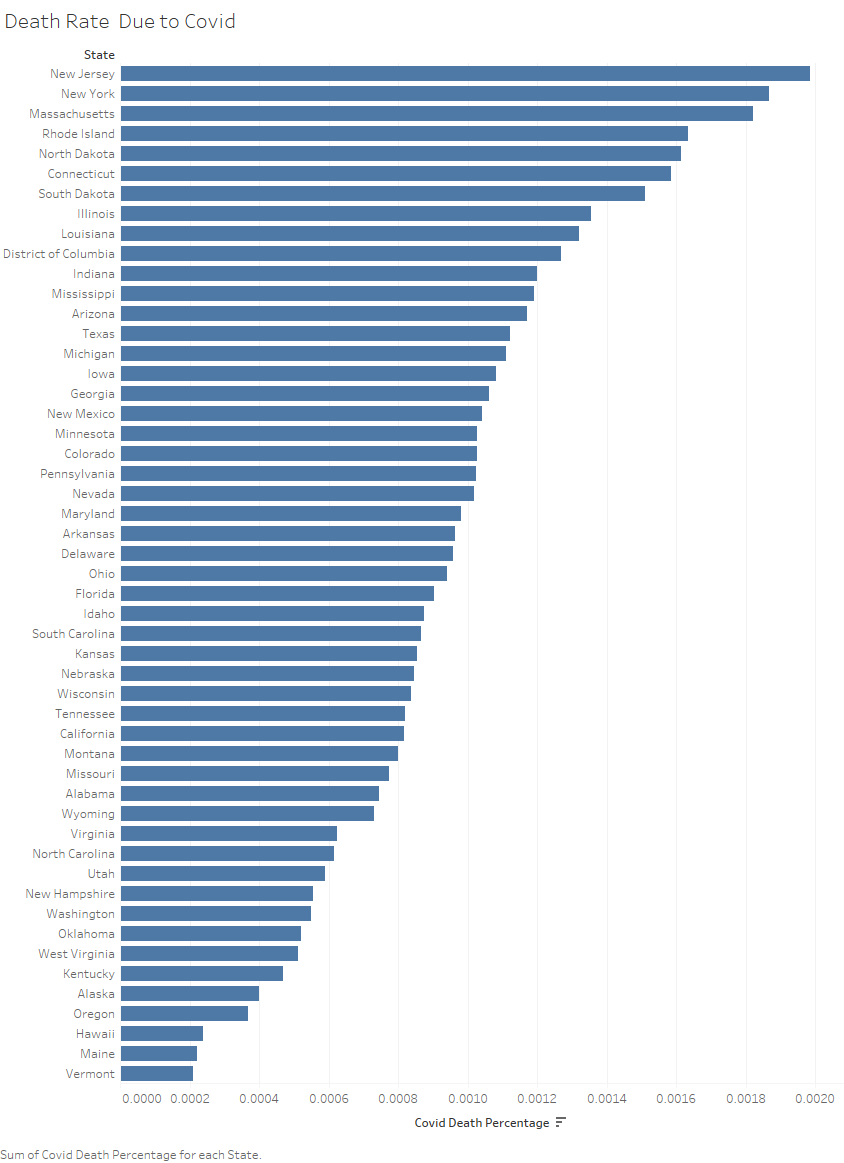 Death Rate  Due to Covid
State
New Jersey
New York
Massachusetts
Rhode Island
North Dakota
Connecticut
South Dakota
Illinois
Louisiana
District of Columbia
Indiana
Mississippi
Arizona
Texas
Michigan
Iowa
Georgia
New Mexico
Minnesota
Colorado
Pennsylvania
Nevada
Maryland
Arkansas
Delaware
Ohio
Florida
Idaho
South Carolina
Kansas
Nebraska
Wisconsin
Tennessee
California
Montana
Missouri
Alabama
Wyoming
Virginia
North Carolina
Utah
New Hampshire
Washington
Oklahoma
West Virginia
Kentucky
Alaska
Oregon
Hawaii
Maine
Vermont
0.0000 0.0002 0.0004 0.0006 0.0008 0.0010 0.0012 0.0014 0.0016 0.0018 0.0020
Covid Death Percentage
Sum of Covid Death Percentage for each State.